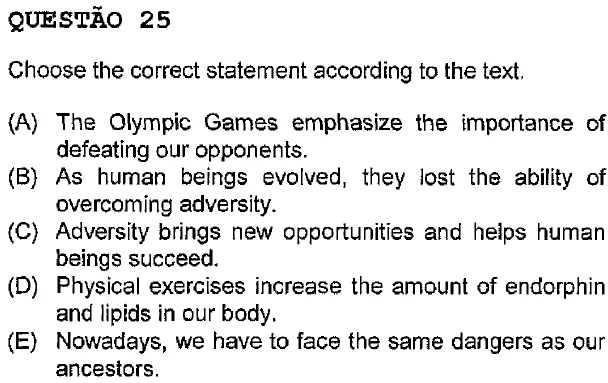 QUESTÃO 25
Choose the correct statement according to the text.
(A) The Olympic Games emphasize the importance of
defeating our opponents.
(B) As human beings evolved, they lost the ability of
overcoming adversity.
(C) Adversity brings new opportunities and helps human
beings succeed.
(D) Physical exercises increase the amount of endorphin
and lipids in our body.
(E) Nowadays, we have to face the same dangers as our
ancestors.